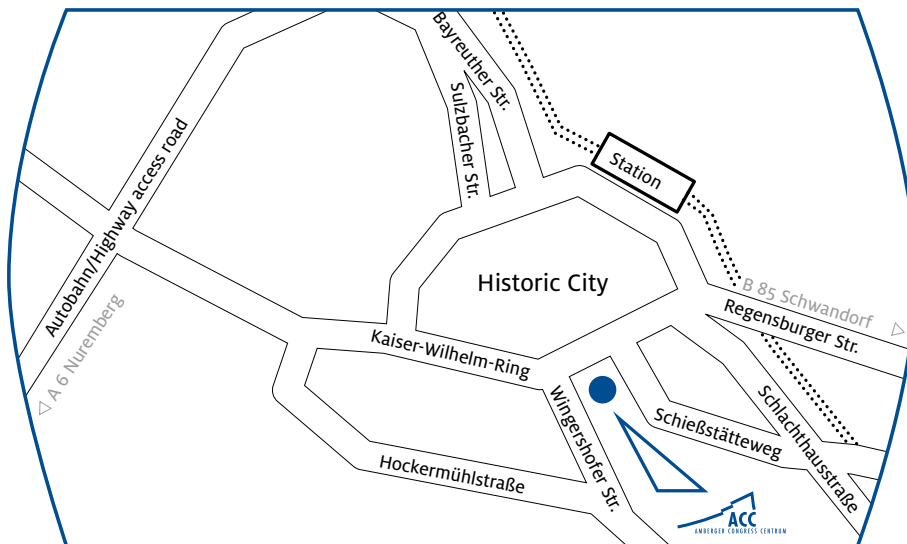 Bayreuther Str.
Sulzbacher Str.
Station
Autobahn/Highway access road
Historic City
B 85 Schwandorf
Regensburger Str.
A 6 Nuremberg
Kaiser-Wilhelm-Ring
Wingershofer Str.
Schießstätteweg
Schlachthausstraße
Hockermühlstraße
ACC
AMBERGER CONGRESS CENTRUM